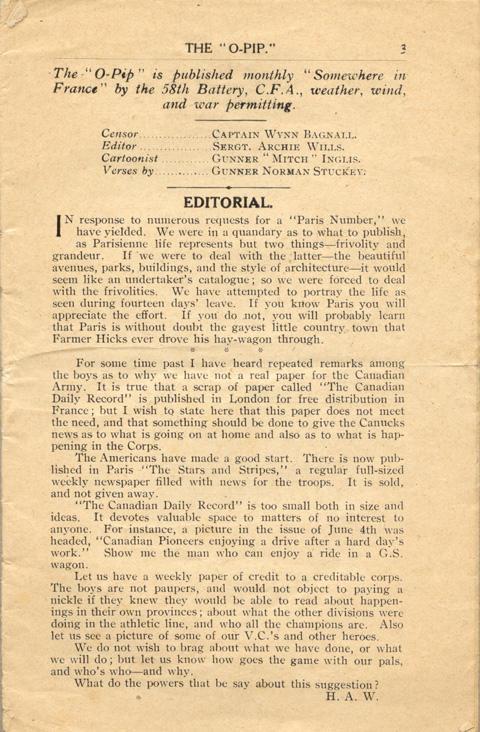 THE "O-PIP." 3
The "O-Pip" is published monthly "Somewhere in
France" by the 58th Battery, C.F.A., weather, wind,
and war permitting.
Censor..................CAPTAIN WYNN BAGNALL.
Editor..................SERGT. ARCHIE WILLS.
Cartoonist............GUNNER "MITCH" INGLIS.
Verses by..............GUNNER NORMAN STUCKEY.
EDITORIAL.
IN response to numerous requests for a "Paris Number," we
have yielded. We were in a quandary as to what to publish,
as Parisienne life represents but two things—frivolity and
grandeur. If we were to deal with the latter—the beautiful
avenues, parks, buildings, and the style of architecture—it would
seem like an undertaker's catalogue; so we were forced to deal
with the frivolities. We have attempted to portray the life as
seen during fourteen days' leave. If you know Paris you will
appreciate the effort. If you do not, you will probably learn
that Paris is without doubt the gayest little country town that
Farmer Hicks ever drove his hay-wagon through.
* * *
For some time past I have heard repeated remarks among
the boys as to why we have not a real paper for the Canadian
Army. It is true that a scrap of paper called "The Canadian
Daily Record" is published in London for free distribution in
France; but I wish to state here that this paper does not meet
the need, and that something should be done to give the Canucks
news as to what is going on at home and also as to what is hap-
pening in the Corps.
The Americans have made a good start. There is now pub-
lished in Paris "The Stars and Stripes," a regular full-sized
weekly newspaper filled with news for the troops. It is sold,
and not given away.
"The Canadian Daily Record" is too small both in size and
ideas. It devotes valuable space to matters of no interest to
anyone. For instance, a picture in the issue of June 4th was
headed, "Canadian Pioneers enjoying a drive after a hard day's
work." Show me the man who can enjoy a ride in a G.S.
wagon.
Let us have a weekly paper of credit to a creditable corps.
The boys are not paupers, and would not object to paying a
nickle if they knew they would be able to read about happen-
ings in their own provinces; about what the other divisions were
doing in the athletic line, and who all the champions are. Also
let us see a picture of some of our V.C.'s and other heroes.
We do not wish to brag about what we have done, or what
we will do; but let us know how goes the game with our pals,
and who's who—and why.
What do the powers that be say about this suggestion?
H. A. W.